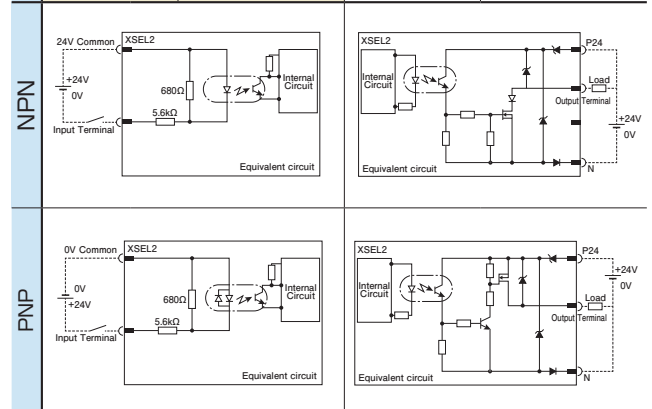 NPN
24V Common
XSEL2
+24V
0V
680Ω
5.6kΩ
Input Terminal
Internal
Circuit
Equivalent circuit
XSEL2
Internal
Circuit
P24
Load
Output Terminal
+24V
0V
N
Equivalent circuit
PNP
0V Common
XSEL2
0V
+24V
680Ω
5.6kΩ
Input Terminal
Internal
Circuit
Equivalent circuit
XSEL2
Internal
Circuit
P24
+24V
0V
Load
Output Terminal
N
Equivalent circuit